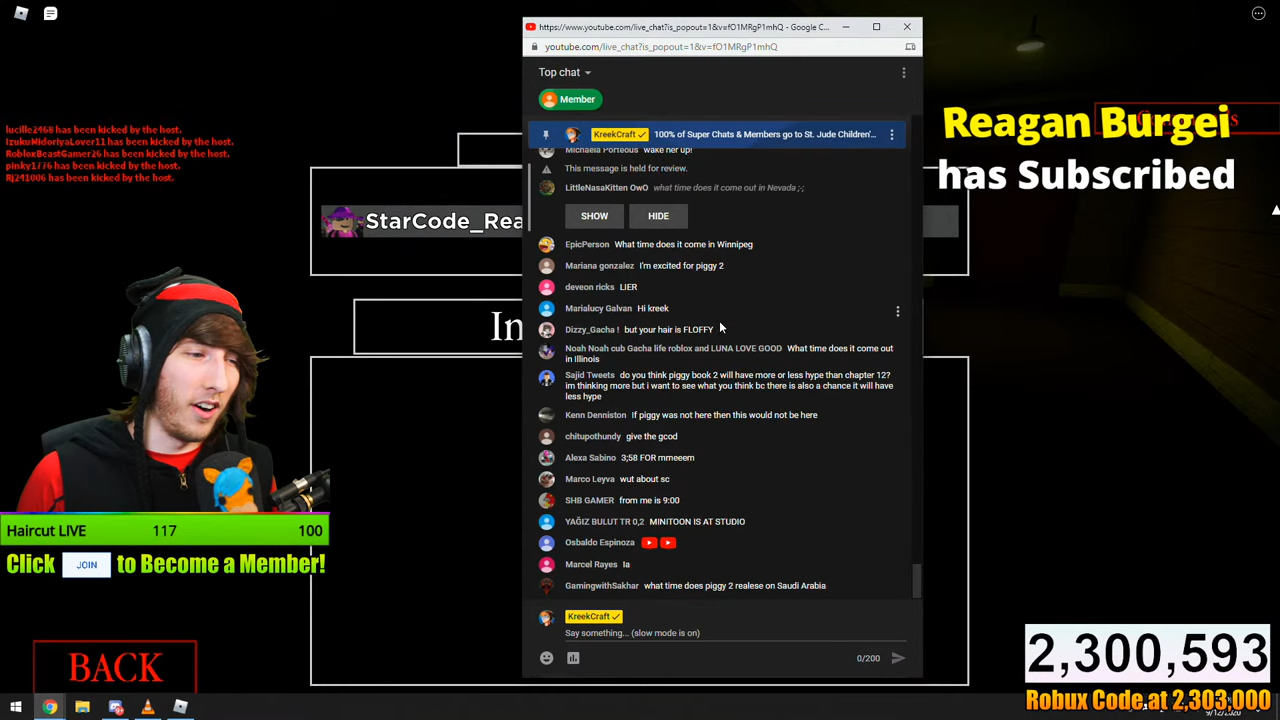 https://www.youtube.com/live_chat?is_popout=1&v=fO1MRgP1mhQ - Google C...
youtube.com/live_chat?is_popout=1&v=fO1MRgP1mhQ
Top chat
Member
KreekCraft 100% of Super Chats & Members go to St. Jude Children'...
Michaela Porteous wake her up!
This message is held for review.
LittleNasaKitten OwO what time does it come out in Nevada ;-;
SHOW HIDE
EpicPerson What time does it come in Winnipeg
Mariana gonzalez I'm excited for piggy 2
deveon ricks LIER
Marialucy Galvan Hi kreek
Dizzy_Gacha ! but your hair is FLOFFY
Noah Noah cub Gacha life roblox and LUNA LOVE GOOD What time does it come out
in Illinois
Sajid Tweets do you think piggy book 2 will have more or less hype than chapter 12?
im thinking more but i want to see what you think bc there is also a chance it will have
less hype
Kenn Denniston If piggy was not here then this would not be here
chitupothundy give the gcod
Alexa Sabino 3;58 FOR mmeeem
Marco Leyva wut about sc
SHB GAMER from me is 9:00
YAĞIZ BULUT TR 0,2 MINITOON IS AT STUDIO
Osbaldo Espinoza
Marcel Rayes Ia
GamingwithSakhar what time does piggy 2 realese on Saudi Arabia
KreekCraft
Say something... (slow mode is on)
0/200
lucille2468 has been kicked by the host.
IzukuMidoriyaLover11 has been kicked by the host.
RobloxBeastGamer26 has been kicked by the host.
pinky1776 has been kicked by the host.
Rj241006 has been kicked by the host.
StarCode_Rea
In
Reagan Burgei
has Subscribed
Haircut LIVE 117 100
Click JOIN to Become a Member!
BACK
2,300,593
Robux Code at 2,303,000
9/12/2020